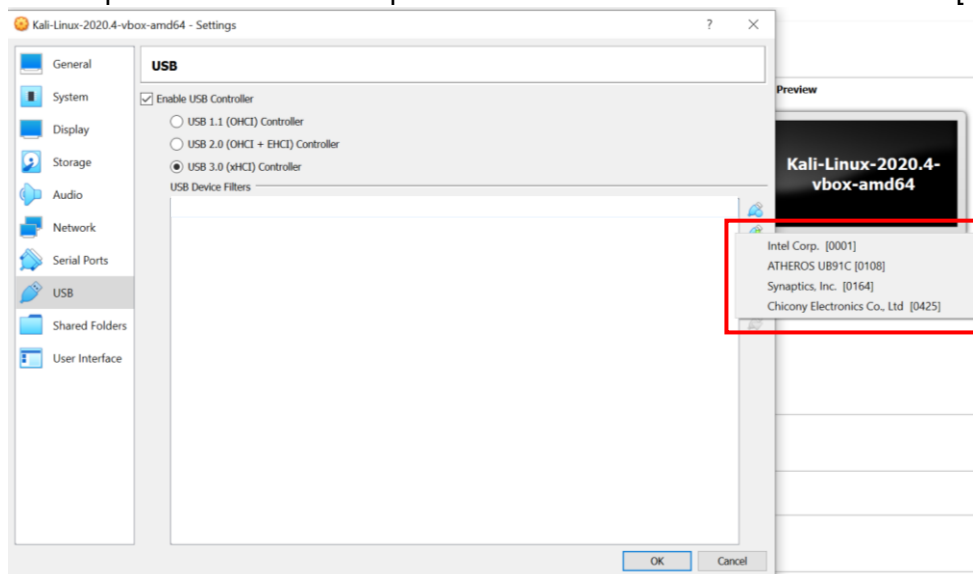 Kali-Linux-2020.4-vbox-amd64 - Settings ? ×
General
System
Display
Storage
Audio
Network
Serial Ports
USB
Shared Folders
User Interface
USB
Enable USB Controller
USB 1.1 (OHCI) Controller
USB 2.0 (OHCI + EHCI) Controller
USB 3.0 (xHCI) Controller
USB Device Filters
Preview
Kali-Linux-2020.4-
vbox-amd64
Intel Corp. [0001]
ATHEROS UB91C [0108]
Synaptics, Inc. [0164]
Chicony Electronics Co., Ltd [0425]
OK Cancel